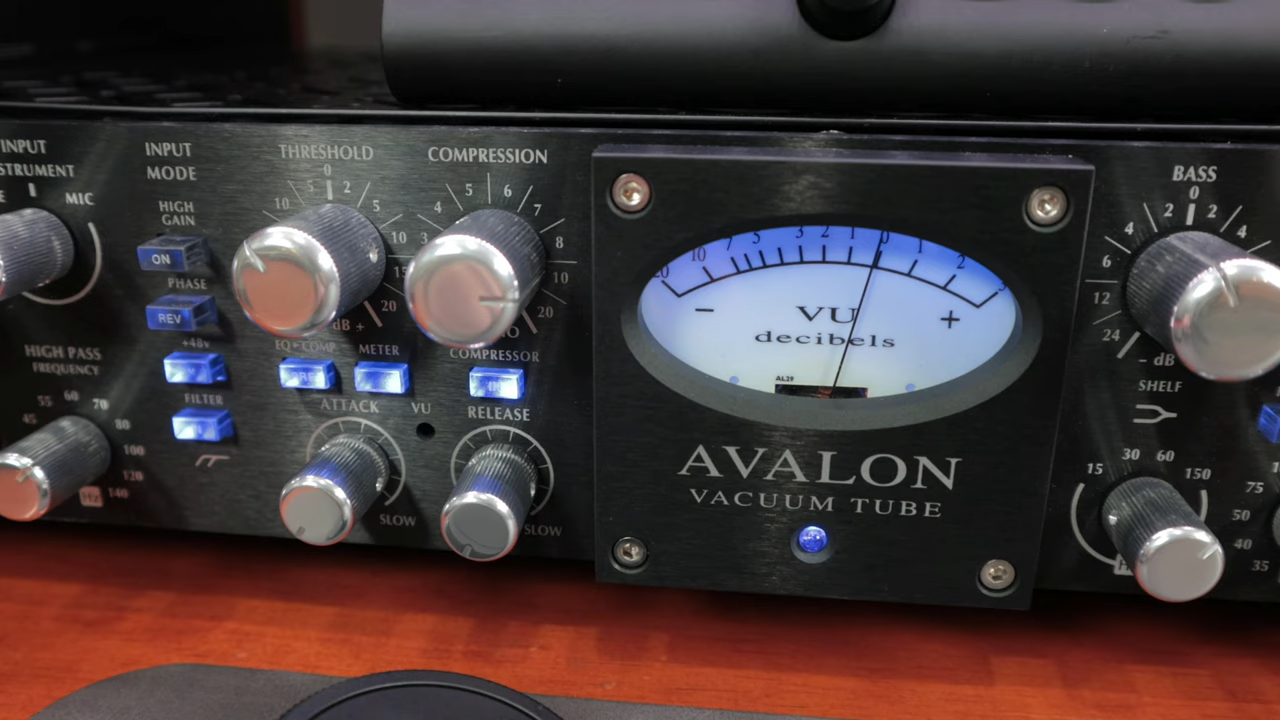 INPUT
STRUMENT
MIC
INPUT
MODE
HIGH
GAIN
ON
PHASE
REV
+48v
FILTER
HIGH PASS
FREQUENCY
45 55 60 70 80 100 120 140
Hz
THRESHOLD
10 5 0 2 5 10 15 20
dB +
COMPRESSION
3 4 5 6 7 8 10 20
EQ+COMP
METER
COMPRESSOR
ATTACK
VU
RELEASE
SLOW
SLOW
20 10 7 5 3 2 1 0 1 2 3
- +
VU
decibels
AL29
AVALON
VACUUM TUBE
BASS
24 12 6 4 2 0 2 4
- dB
SHELF
15 30 60 150
75
50
40
35